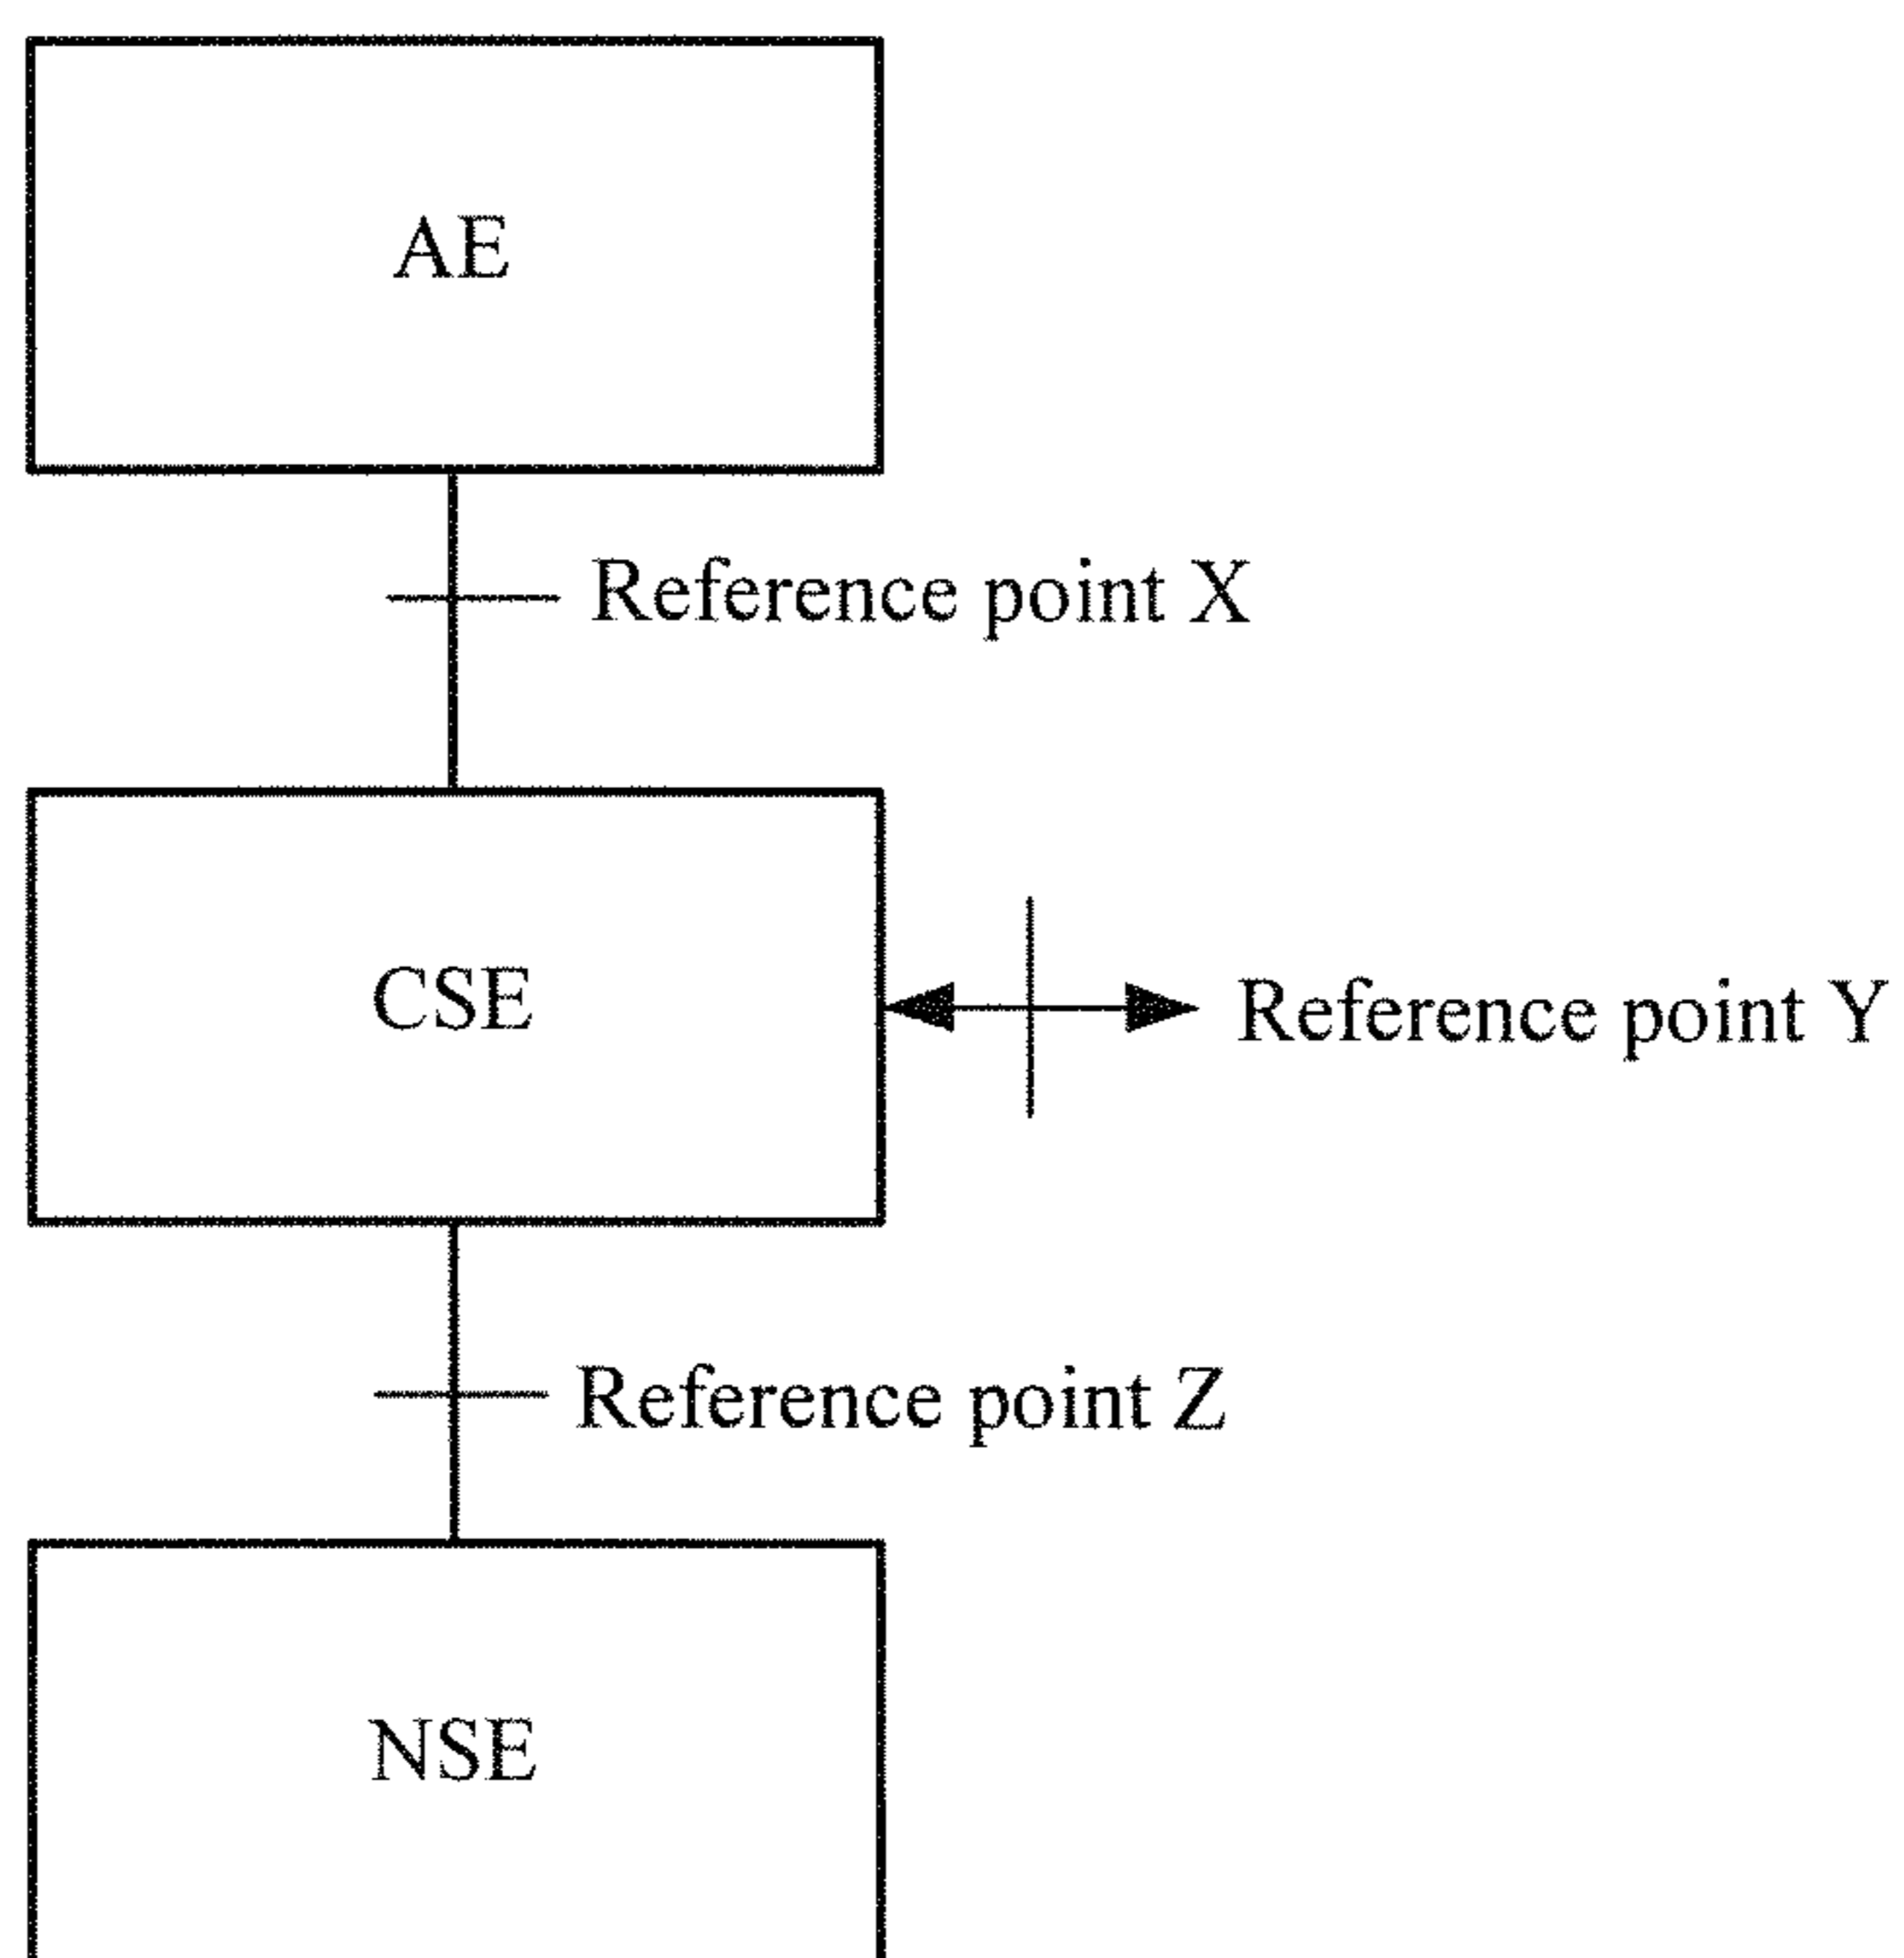 AE
Reference point X
CSE
Reference point Y
Reference point Z
NSE